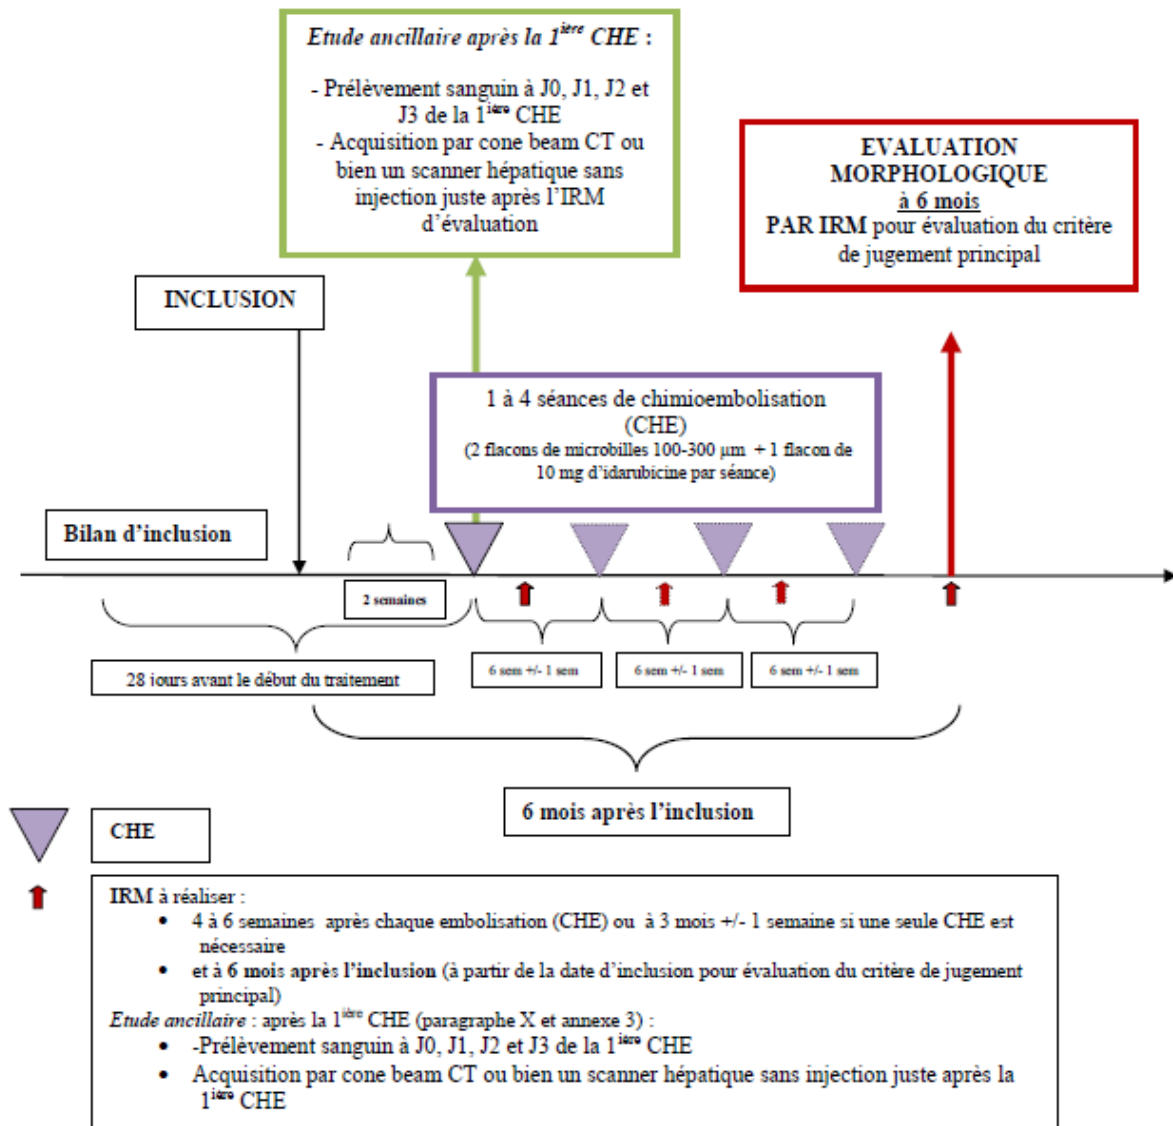 Etude ancillaire après la 1ière CHE :
- Prélèvement sanguin à J0, J1, J2 et
J3 de la 1ière CHE
- Acquisition par cone beam CT ou
bien un scanner hépatique sans
injection juste après l'IRM
d'évaluation
EVALUATION
MORPHOLOGIQUE
à 6 mois
PAR IRM pour évaluation du critère
de jugement principal
INCLUSION
1 à 4 séances de chimioembolisation
(CHE)
(2 flacons de microbilles 100-300 µm + 1 flacon de
10 mg d'idarubicine par séance)
Bilan d'inclusion
2 semaines
28 jours avant le début du traitement
6 sem +/- 1 sem
6 sem +/- 1 sem
6 sem +/- 1 sem
6 mois après l'inclusion
CHE
IRM à réaliser :
• 4 à 6 semaines après chaque embolisation (CHE) ou à 3 mois +/- 1 semaine si une seule CHE est
nécessaire
• et à 6 mois après l'inclusion (à partir de la date d'inclusion pour évaluation du critère de jugement
principal)
Etude ancillaire : après la 1ière CHE (paragraphe X et annexe 3) :
• -Prélèvement sanguin à J0, J1, J2 et J3 de la 1ière CHE
• Acquisition par cone beam CT ou bien un scanner hépatique sans injection juste après la
1ière CHE